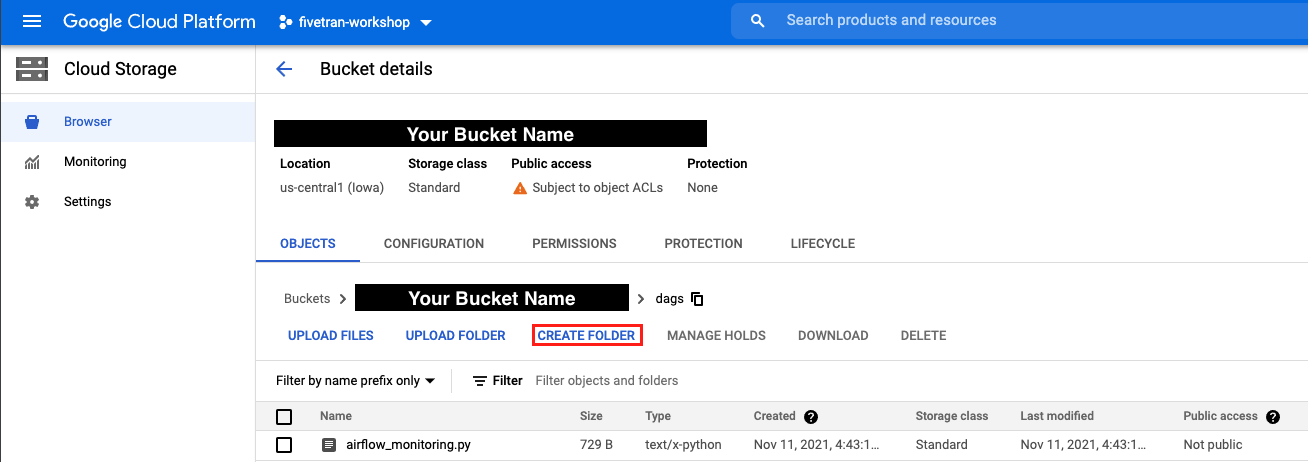 Google Cloud Platform fivetran-workshop Search products and resources
Cloud Storage
Bucket details
Browser
Monitoring
Settings
Your Bucket Name
Location Storage class Public access Protection
us-central1 (Iowa) Standard Subject to object ACLs None
OBJECTS CONFIGURATION PERMISSIONS PROTECTION LIFECYCLE
Buckets > Your Bucket Name > dags
UPLOAD FILES UPLOAD FOLDER CREATE FOLDER MANAGE HOLDS DOWNLOAD DELETE
Filter by name prefix only Filter Filter objects and folders
Name Size Type Created ? Storage class Last modified Public access ?
airflow_monitoring.py 729 B text/x-python Nov 11, 2021, 4:43:1... Standard Nov 11, 2021, 4:43:1... Not public